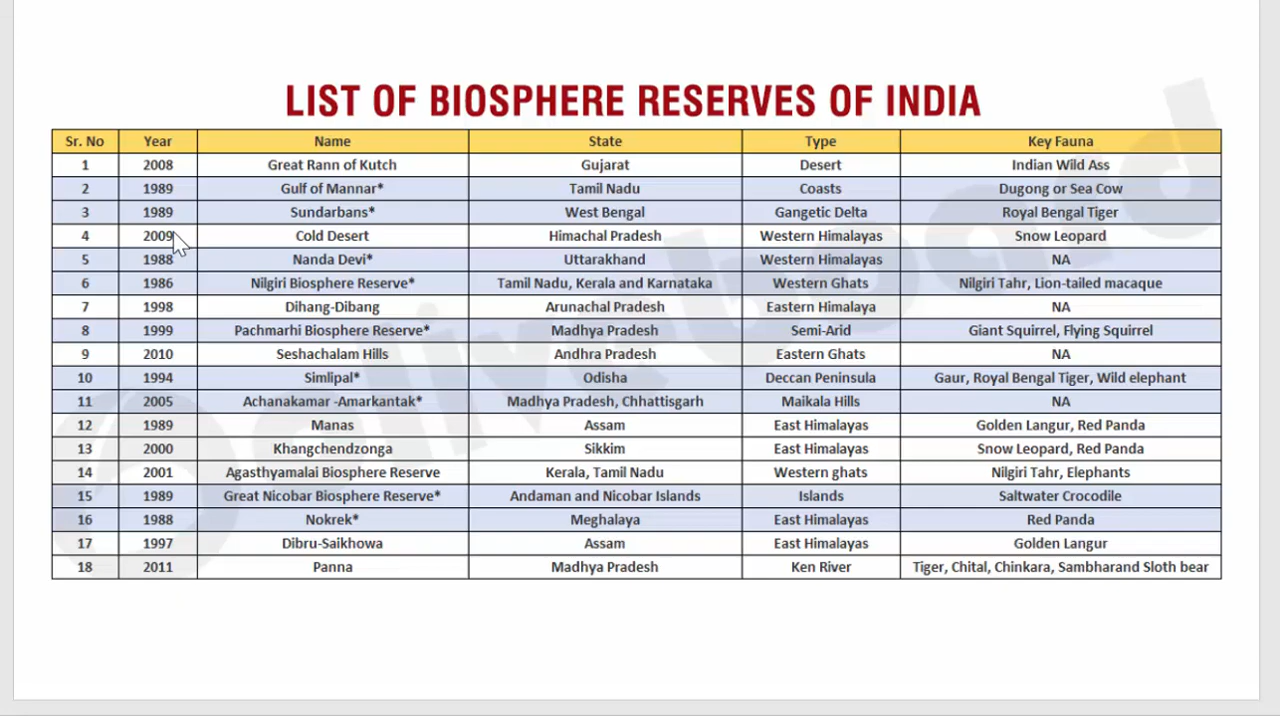 LIST OF BIOSPHERE RESERVES OF INDIA
Sr. No Year Name State Type Key Fauna
1 2008 Great Rann of Kutch Gujarat Desert Indian Wild Ass
2 1989 Gulf of Mannar* Tamil Nadu Coasts Dugong or Sea Cow
3 1989 Sundarbans* West Bengal Gangetic Delta Royal Bengal Tiger
4 2009 Cold Desert Himachal Pradesh Western Himalayas Snow Leopard
5 1988 Nanda Devi* Uttarakhand Western Himalayas NA
6 1986 Nilgiri Biosphere Reserve* Tamil Nadu, Kerala and Karnataka Western Ghats Nilgiri Tahr, Lion-tailed macaque
7 1998 Dihang-Dibang Arunachal Pradesh Eastern Himalaya NA
8 1999 Pachmarhi Biosphere Reserve* Madhya Pradesh Semi-Arid Giant Squirrel, Flying Squirrel
9 2010 Seshachalam Hills Andhra Pradesh Eastern Ghats NA
10 1994 Simlipal* Odisha Deccan Peninsula Gaur, Royal Bengal Tiger, Wild elephant
11 2005 Achanakamar -Amarkantak* Madhya Pradesh, Chhattisgarh Maikala Hills NA
12 1989 Manas Assam East Himalayas Golden Langur, Red Panda
13 2000 Khangchendzonga Sikkim East Himalayas Snow Leopard, Red Panda
14 2001 Agasthyamalai Biosphere Reserve Kerala, Tamil Nadu Western ghats Nilgiri Tahr, Elephants
15 1989 Great Nicobar Biosphere Reserve* Andaman and Nicobar Islands Islands Saltwater Crocodile
16 1988 Nokrek* Meghalaya East Himalayas Red Panda
17 1997 Dibru-Saikhowa Assam East Himalayas Golden Langur
18 2011 Panna Madhya Pradesh Ken River Tiger, Chital, Chinkara, Sambharand Sloth bear
oliveboard